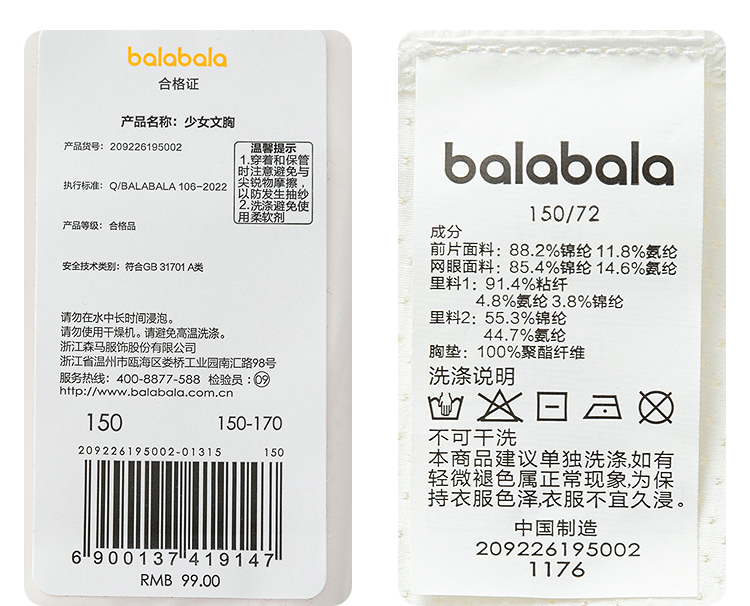 balabala
合格证
产品名称：少女文胸
产品货号：209226195002
执行标准：Q/BALABALA 106-2022
产品等级：合格品
安全技术类别：符合GB 31701 A类
温馨提示
1.穿着和保管
时注意避免与
尖锐物摩擦，
以防发生抽纱
2.洗涤避免使
用柔软剂
请勿在水中长时间浸泡。
请勿使用干燥机。请避免高温洗涤。
浙江森马服饰股份有限公司
浙江省温州市瓯海区娄桥工业园南汇路98号
服务热线：400-8877-588 检验员：09
http://www.balabala.com.cn
150 150-170
209226195002-01315 150
6 900137 419147
RMB 99.00
balabala
150/72
成分
前片面料：88.2%锦纶 11.8%氨纶
网眼面料：85.4%锦纶 14.6%氨纶
里料1：91.4%粘纤
4.8%氨纶 3.8%锦纶
里料2：55.3%锦纶
44.7%氨纶
胸垫：100%聚酯纤维
洗涤说明
不可干洗
本商品建议单独洗涤,如有
轻微褪色属正常现象,为保
持衣服色泽,衣服不宜久浸。
中国制造
209226195002
1176